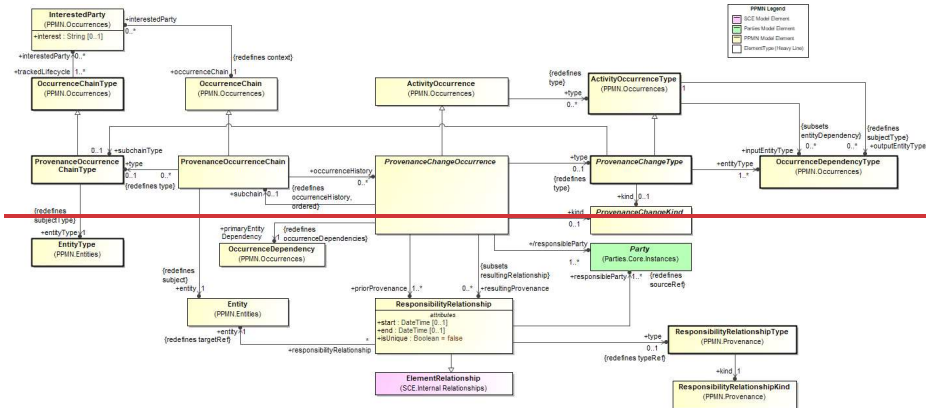 PPMN Legend
SCE Model Element
Parties Model Element
PPMN Model Element
ElementType (Heavy Line)
InterestedParty
(PPMN.Occurrences)
+interest : String [0..1]
+interestedParty
0..*
{redefines context}
+interestedParty 0..*
+trackedLifecycle 1..*
+occurrenceChain 1
OccurrenceChainType
(PPMN.Occurrences)
OccurrenceChain
(PPMN.Occurrences)
ActivityOccurrence
(PPMN.Occurrences)
{redefines
type}
+type
0..*
ActivityOccurrenceType
(PPMN.Occurrences)
1
{subsets
entityDependency}
{redefines
subjectType}
+inputEntityType
0..*
0..*
+outputEntityType
0..1
+subchainType
ProvenanceOccurrence
ChainType
+type
0..1
0..*
{redefines type}
ProvenanceOccurrenceChain
+occurrenceHistory
0..*
+subchain 0..1
{redefines
occurrenceHistory,
ordered}
ProvenanceChangeOccurrence
+type
0..1
{redefines
type}
ProvenanceChangeType
+entityType
1..*
OccurrenceDependencyType
(PPMN.Occurrences)
+kind 0..1
+kind
0..1
ProvenanceChangeKind
{redefines
subjectType}
+entityType 1
EntityType
(PPMN.Entities)
+primaryEntity
Dependency 1
{redefines
occurrenceDependencies}
OccurrenceDependency
(PPMN.Occurrences)
+/responsibleParty
1..*
Party
(Parties.Core.Instances)
+responsibleParty 1..*
{redefines
sourceRef}
{redefines
subject}
+entity 1
{subsets
resultingRelationship}
+priorProvenance 1..*
0..* +resultingProvenance
Entity
(PPMN.Entities)
+entity 1
{redefines targetRef}
*
+responsibilityRelationship
ResponsibilityRelationship
attributes
+start : DateTime [0..1]
+end : DateTime [0..1]
+isUnique : Boolean = false
+type
0..1
{redefines typeRef}
ResponsibilityRelationshipType
(PPMN.Provenance)
+kind 1
ElementRelationship
(SCE.Internal Relationships)
ResponsibilityRelationshipKind
(PPMN.Provenance)